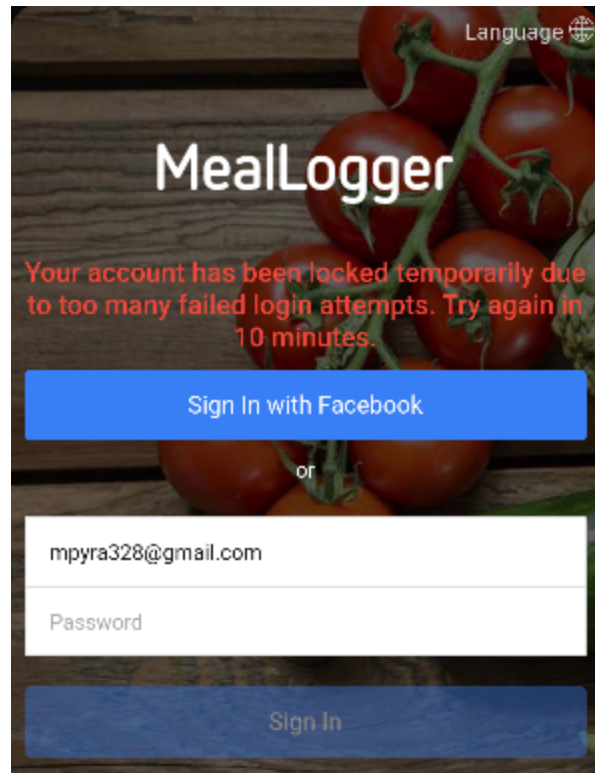 Language
MealLogger
Your account has been locked temporarily due
to too many failed login attempts. Try again in
10 minutes.
Sign In with Facebook
or
mpyra328@gmail.com
Password
Sign In